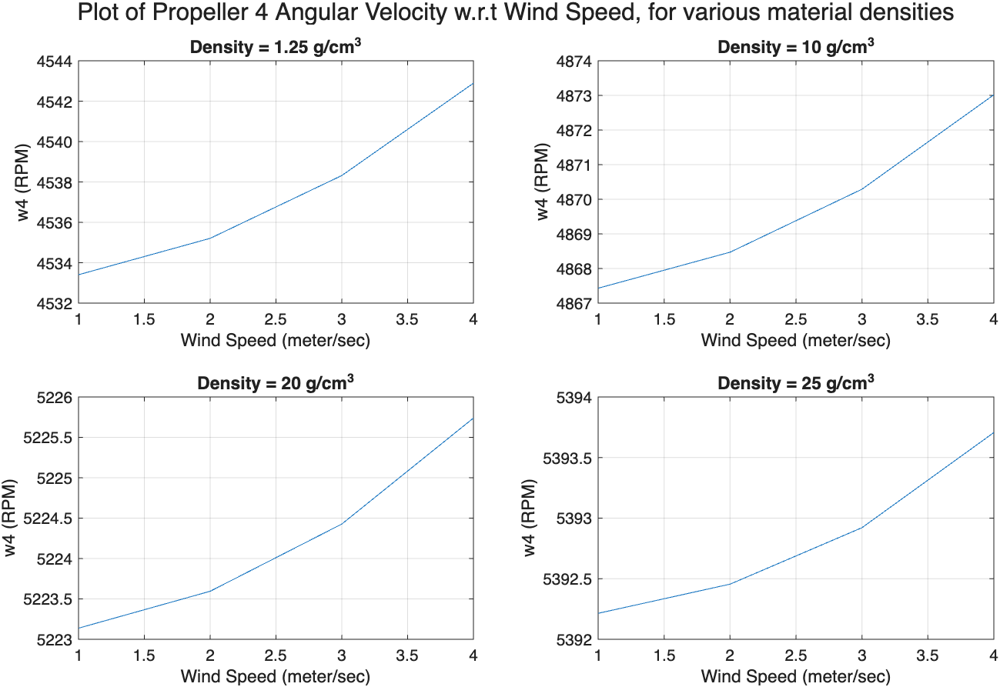 Plot of Propeller 4 Angular Velocity w.r.t Wind Speed, for various material densities
Density = 1.25 g/cm³
4544
4542
4540
4538
4536
4534
4532
w4 (RPM)
1 1.5 2 2.5 3 3.5 4
Wind Speed (meter/sec)
Density = 10 g/cm³
4874
4873
4872
4871
4870
4869
4868
4867
w4 (RPM)
1 1.5 2 2.5 3 3.5 4
Wind Speed (meter/sec)
Density = 20 g/cm³
5226
5225.5
5225
5224.5
5224
5223.5
5223
w4 (RPM)
1 1.5 2 2.5 3 3.5 4
Wind Speed (meter/sec)
Density = 25 g/cm³
5394
5393.5
5393
5392.5
5392
w4 (RPM)
1 1.5 2 2.5 3 3.5 4
Wind Speed (meter/sec)